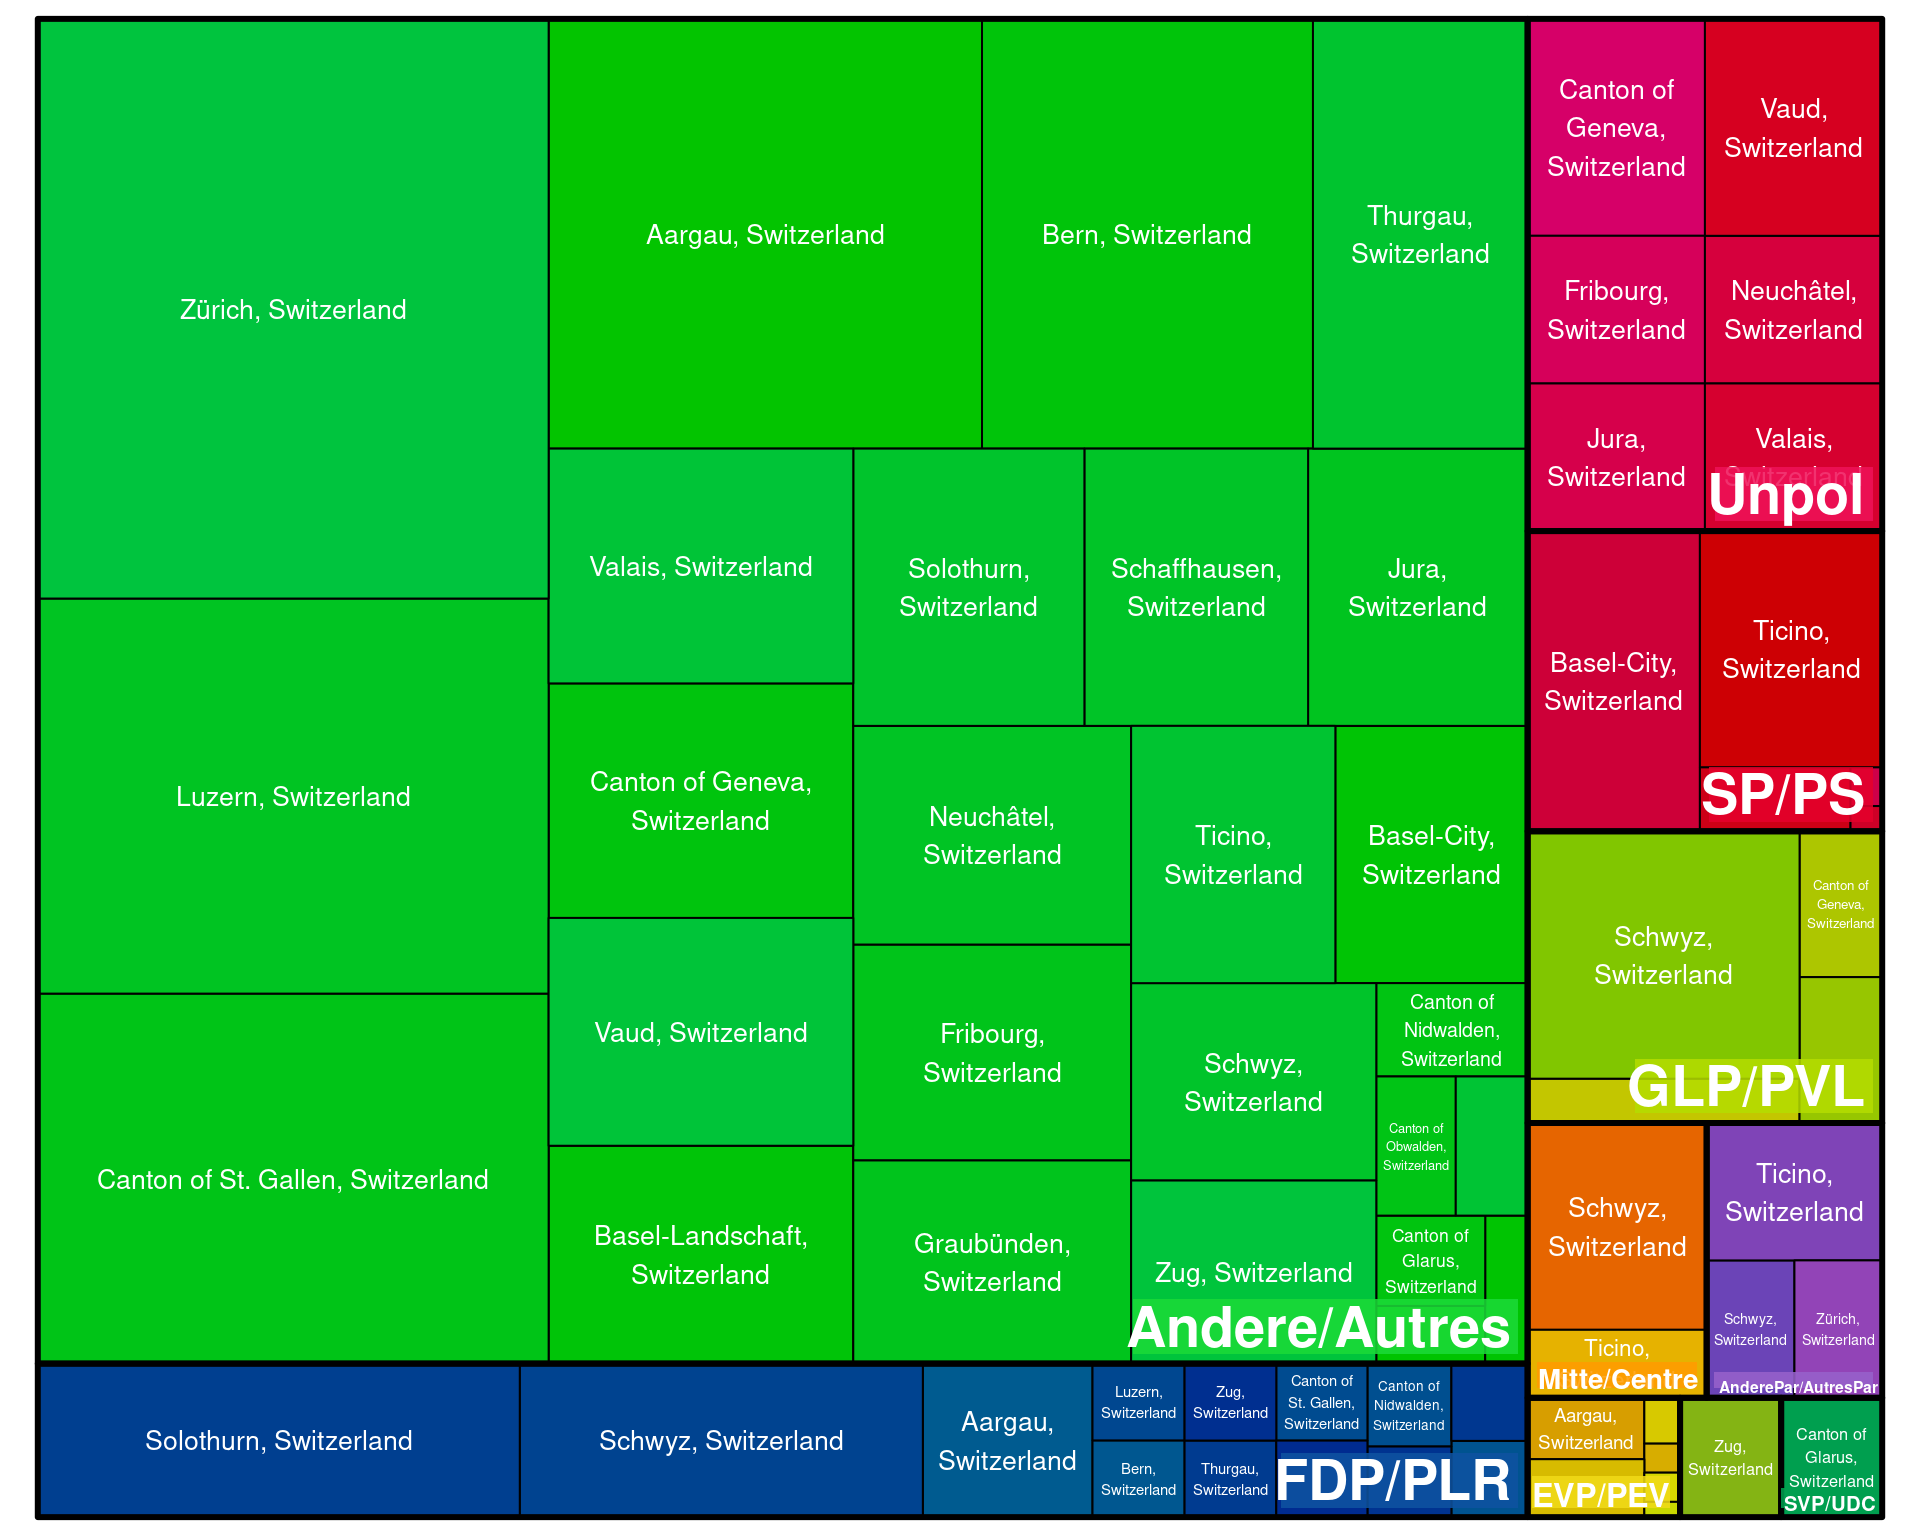 Zürich, Switzerland
Luzern, Switzerland
Canton of St. Gallen, Switzerland
Aargau, Switzerland
Bern, Switzerland
Thurgau,
Switzerland
Valais, Switzerland
Canton of Geneva,
Switzerland
Vaud, Switzerland
Basel-Landschaft,
Switzerland
Solothurn,
Switzerland
Schaffhausen,
Switzerland
Jura,
Switzerland
Neuchâtel,
Switzerland
Fribourg,
Switzerland
Graubünden,
Switzerland
Ticino,
Switzerland
Basel-City,
Switzerland
Schwyz,
Switzerland
Zug, Switzerland
Canton of
Nidwalden,
Switzerland
Canton of
Obwalden,
Switzerland
Canton of
Glarus,
Switzerland
Andere/Autres
Solothurn, Switzerland
Schwyz, Switzerland
Aargau,
Switzerland
Luzern,
Switzerland
Bern,
Switzerland
Zug,
Switzerland
Thurgau,
Switzerland
Canton of
St. Gallen,
Switzerland
Canton of
Nidwalden,
Switzerland
FDP/PLR
Canton of
Geneva,
Switzerland
Vaud,
Switzerland
Fribourg,
Switzerland
Neuchâtel,
Switzerland
Jura,
Switzerland
Valais,
Switzerland
Unpol
Basel-City,
Switzerland
Ticino,
Switzerland
SP/PS
Schwyz,
Switzerland
Canton of
Geneva,
Switzerland
GLP/PVL
Schwyz,
Switzerland
Ticino,
Mitte/Centre
Ticino,
Switzerland
Schwyz,
Switzerland
Zürich,
Switzerland
AnderePar/AutresPar
Aargau,
Switzerland
EVP/PEV
Zug,
Switzerland
Canton of
Glarus,
Switzerland
SVP/UDC